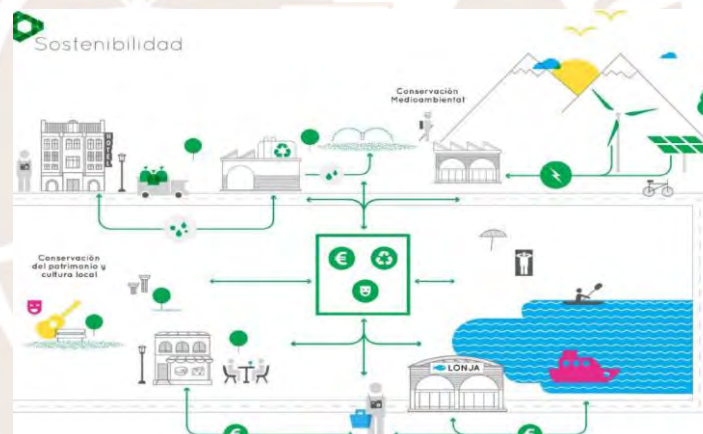 Sostenibilidad
Conservación
Medioambiental
HOTEL
€
Conservación
del patrimonio y
cultura local
LONJA
€
€